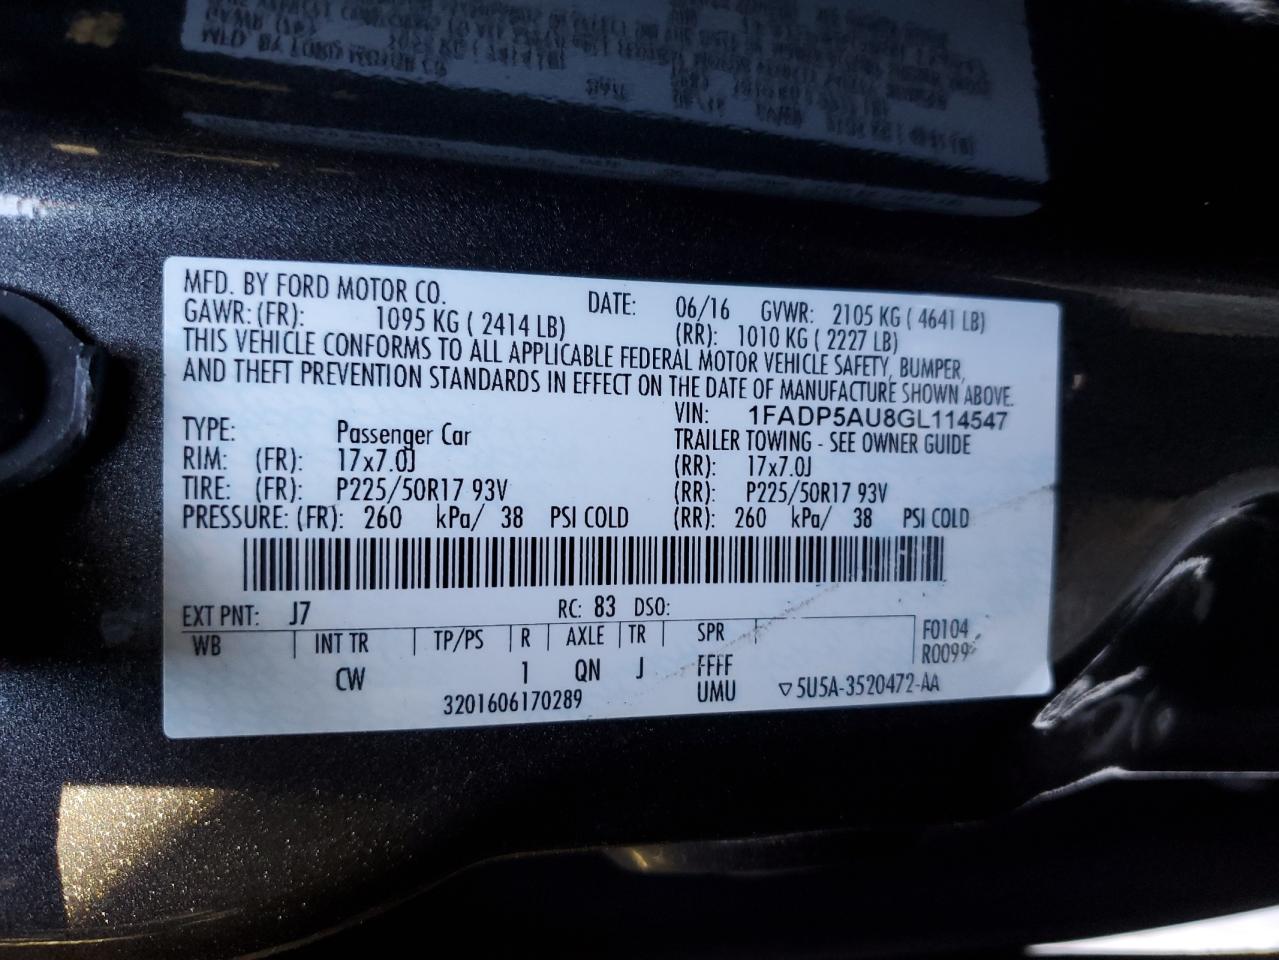 MFD. BY FORD MOTOR CO. DATE: 06/16 GVWR: 2105 KG ( 4641 LB)
GAWR: (FR): 1095 KG ( 2414 LB) (RR): 1010 KG ( 2227 LB)
THIS VEHICLE CONFORMS TO ALL APPLICABLE FEDERAL MOTOR VEHICLE SAFETY, BUMPER,
AND THEFT PREVENTION STANDARDS IN EFFECT ON THE DATE OF MANUFACTURE SHOWN ABOVE.
VIN: 1FADP5AU8GL114547
TYPE: Passenger Car TRAILER TOWING - SEE OWNER GUIDE
RIM: (FR): 17x7.0J (RR): 17x7.0J
TIRE: (FR): P225/50R17 93V (RR): P225/50R17 93V
PRESSURE: (FR): 260 kPa/ 38 PSI COLD (RR): 260 kPa/ 38 PSI COLD
EXT PNT: J7 RC: 83 DSO:
WB INT TR TP/PS R AXLE TR SPR F0104
R0099
CW 1 QN J FFFF
3201606170289 UMU ▽5U5A-3520472-AA